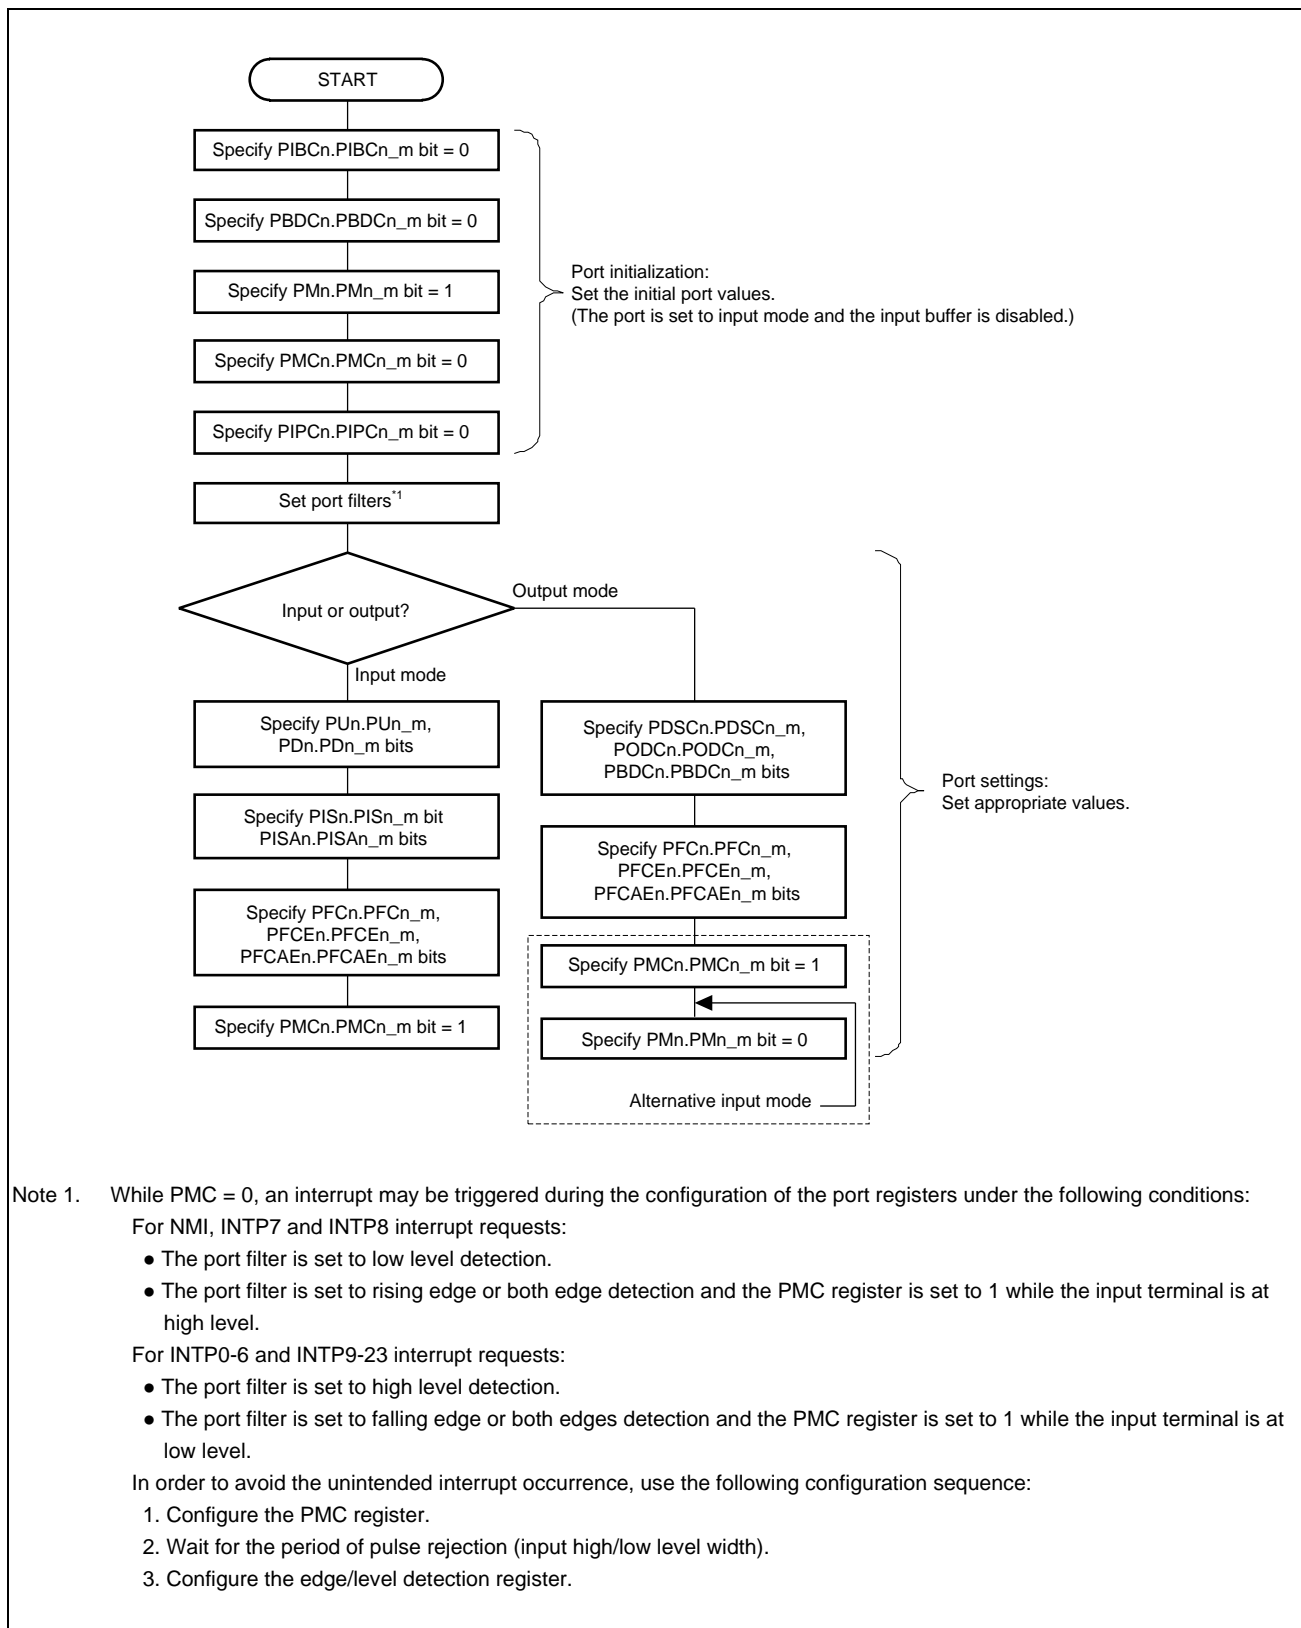 START
Specify PIBCn.PIBCn_m bit = 0
Specify PBDCn.PBDCn_m bit = 0
Specify PMn.PMn_m bit = 1
Specify PMCn.PMCn_m bit = 0
Specify PIPCn.PIPCn_m bit = 0
Port initialization:
Set the initial port values.
(The port is set to input mode and the input buffer is disabled.)
Set port filters*1
Input or output?
Output mode
Input mode
Specify PUn.PUn_m,
PDn.PDn_m bits
Specify PISn.PISn_m bit
PISAn.PISAn_m bits
Specify PFCn.PFCn_m,
PFCEn.PFCEn_m,
PFCAEn.PFCAEn_m bits
Specify PMCn.PMCn_m bit = 1
Specify PDSCn.PDSCn_m,
PODCn.PODCn_m,
PBDCn.PBDCn_m bits
Specify PFCn.PFCn_m,
PFCEn.PFCEn_m,
PFCAEn.PFCAEn_m bits
Specify PMCn.PMCn_m bit = 1
Specify PMn.PMn_m bit = 0
Alternative input mode
Port settings:
Set appropriate values.
Note 1. While PMC = 0, an interrupt may be triggered during the configuration of the port registers under the following conditions:
For NMI, INTP7 and INTP8 interrupt requests:
● The port filter is set to low level detection.
● The port filter is set to rising edge or both edge detection and the PMC register is set to 1 while the input terminal is at
high level.
For INTP0-6 and INTP9-23 interrupt requests:
● The port filter is set to high level detection.
● The port filter is set to falling edge or both edges detection and the PMC register is set to 1 while the input terminal is at
low level.
In order to avoid the unintended interrupt occurrence, use the following configuration sequence:
1. Configure the PMC register.
2. Wait for the period of pulse rejection (input high/low level width).
3. Configure the edge/level detection register.